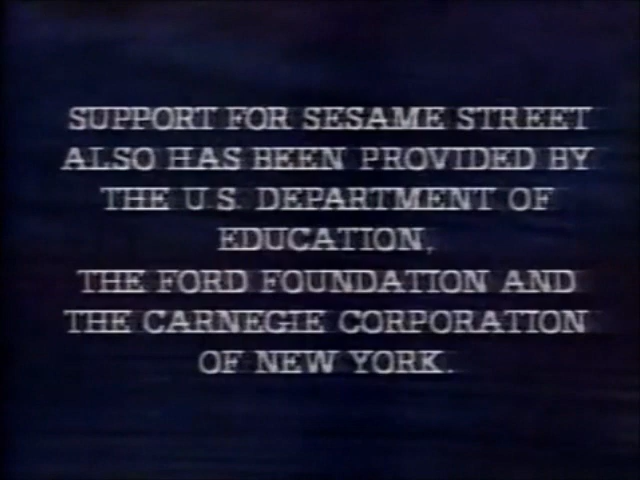 SUPPORT FOR SESAME STREET
ALSO HAS BEEN PROVIDED BY
THE U.S. DEPARTMENT OF
EDUCATION,
THE FORD FOUNDATION AND
THE CARNEGIE CORPORATION
OF NEW YORK.